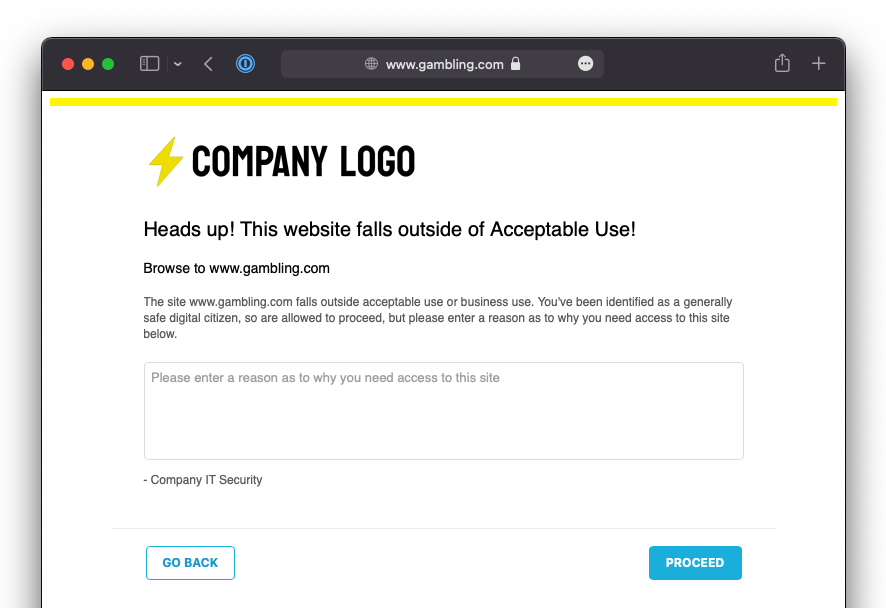 www.gambling.com
COMPANY LOGO
Heads up! This website falls outside of Acceptable Use!
Browse to www.gambling.com
The site www.gambling.com falls outside acceptable use or business use. You've been identified as a generally
safe digital citizen, so are allowed to proceed, but please enter a reason as to why you need access to this site
below.
Please enter a reason as to why you need access to this site
- Company IT Security
GO BACK
PROCEED